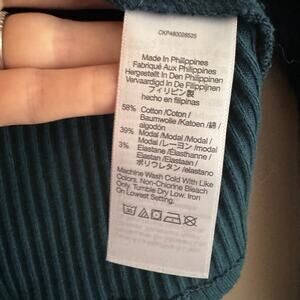 CKP480028525
Made In Philippines
Fabriqué Aux Philippines
Hergestellt In Den Philippinen
Vervaardigd In De Filippijnen
フィリピン製
hecho en filipinas
58% Cotton /Coton /
Baumwolle /Katoen /綿 /
algodón
39% Modal /Modal /Modal /
Modal /レーヨン /modal
3% Elastane /Élasthanne /
Elastan /Elastaan /
ポリウレタン /elastano
Machine Wash Cold With Like
Colors. Non-Chlorine Bleach
Only. Tumble Dry Low. Iron
On Lowest Setting.